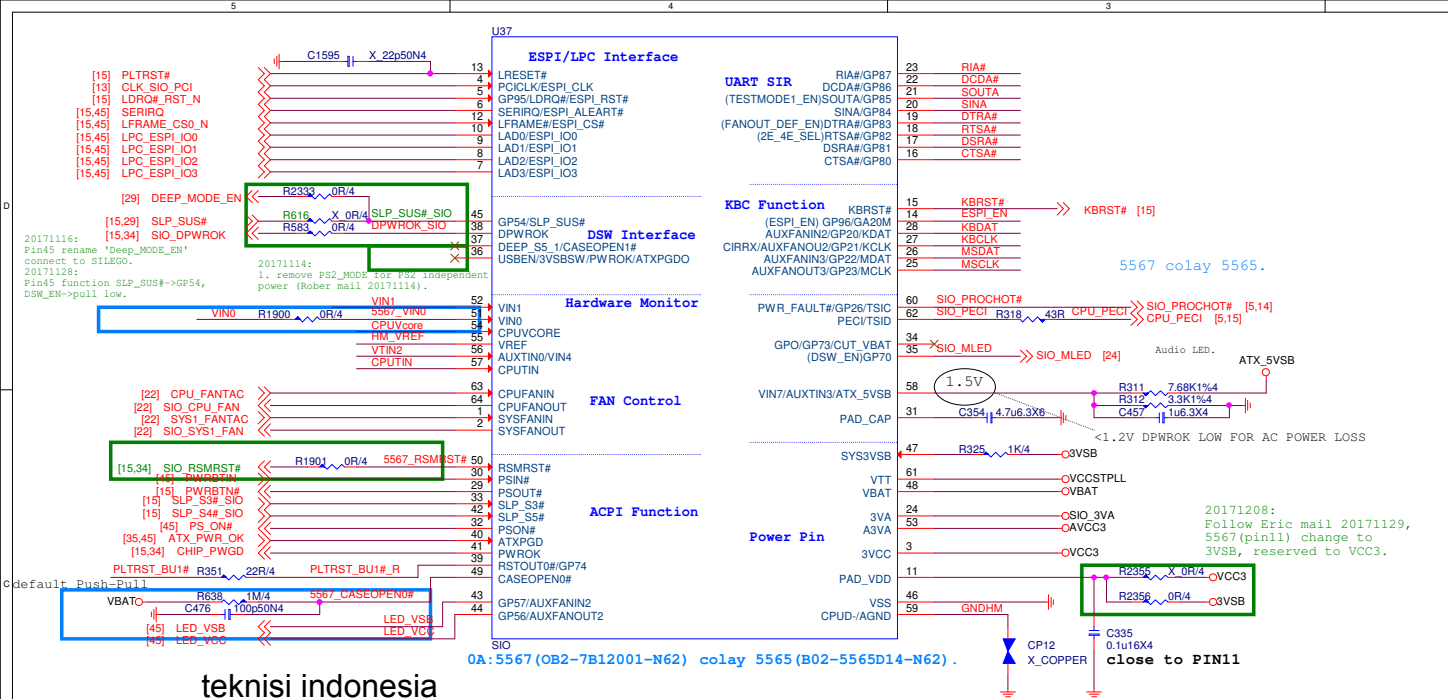 5 4 3
U37
C1595 X_22p50N4
ESPI/LPC Interface
[15] PLTRST# 13 LRESET#
[13] CLK_SIO_PCI 4 PCICLK/ESPI_CLK
[15] LDRQ#_RST_N 5 GP95/LDRQ#/ESPI_RST#
[15,45] SERIRQ 6 SERIRQ/ESPI_ALEART#
[15,45] LFRAME_CS0_N 12 LFRAME#/ESPI_CS#
[15,45] LPC_ESPI_IO0 10 LAD0/ESPI_IO0
[15,45] LPC_ESPI_IO1 9 LAD1/ESPI_IO1
[15,45] LPC_ESPI_IO2 8 LAD2/ESPI_IO2
[15,45] LPC_ESPI_IO3 7 LAD3/ESPI_IO3
UART SIR
RIA#/GP87 23 RIA#
DCDA#/GP86 22 DCDA#
(TESTMODE1_EN)SOUTA/GP85 21 SOUTA
SINA/GP84 20 SINA
(FANOUT_DEF_EN)DTRA#/GP83 19 DTRA#
(2E_4E_SEL)RTSA#/GP82 18 RTSA#
DSRA#/GP81 17 DSRA#
CTSA#/GP80 16 CTSA#
D
[29] DEEP_MODE_EN R2333 0R/4
[15,29] SLP_SUS# R616 X_0R/4 SLP_SUS#_SIO 45 GP54/SLP_SUS#
[15,34] SIO_DPWROK R583 0R/4 DPWROK_SIO 38 DPWROK
DSW Interface
37 DEEP_S5_1/CASEOPEN1#
36 USBEN/3VSBSW/PWROK/ATXPGDO
20171116:
Pin45 rename 'Deep_MODE_EN'
connect to SILEGO.
20171128:
Pin45 function SLP_SUS#->GP54,
DSW_EN->pull low.
20171114:
1. remove PS2_MODE for PS2 independent
power (Rober mail 20171114).
KBC Function
KBRST# 15 KBRST# KBRST# [15]
(ESPI_EN) GP96/GA20M 14 ESPI_EN
AUXFANIN2/GP20/KDAT 28 KBDAT
CIRRX/AUXFANOU2/GP21/KCLK 27 KBCLK
AUXFANIN3/GP22/MDAT 26 MSDAT
AUXFANOUT3/GP23/MCLK 25 MSCLK
5567 colay 5565.
Hardware Monitor
VIN1 52 VIN1
VIN0 R1900 0R/4 5567_VIN0 51 VIN0
CPUVcore 54 CPUVCORE
HM_VREF 55 VREF
VTIN2 56 AUXTIN0/VIN4
CPUTIN 57 CPUTIN
PWR_FAULT#/GP26/TSIC 60 SIO_PROCHOT# SIO_PROCHOT# [5,14]
PECI/TSID 62 SIO_PECI R318 43R CPU_PECI CPU_PECI [5,15]
GPO/GP73/CUT_VBAT 34
(DSW_EN)GP70 35 SIO_MLED SIO_MLED [24] Audio LED.
ATX_5VSB
FAN Control
[22] CPU_FANTAC 63 CPUFANIN
[22] SIO_CPU_FAN 64 CPUFANOUT
[22] SYS1_FANTAC 1 SYSFANIN
[22] SIO_SYS1_FAN 2 SYSFANOUT
VIN7/AUXTIN3/ATX_5VSB 58 1.5V R311 7.68K1%4
R312 3.3K1%4
PAD_CAP 31 C354 4.7u6.3X6 C457 1u6.3X4
<1.2V DPWROK LOW FOR AC POWER LOSS
SYS3VSB 47 R325 1K/4 3VSB
VTT 61 VCCSTPLL
VBAT 48 VBAT
ACPI Function
[15,34] SIO_RSMRST# R1901 0R/4 5567_RSMRST# 50 RSMRST#
[45] PWRBTIN 30 PSIN#
[15] PWRBTN# 29 PSOUT#
[15] SLP_S3#_SIO 33 SLP_S3#
[15] SLP_S4#_SIO 42 SLP_S5#
[45] PS_ON# 32 PSON#
[35,45] ATX_PWR_OK 40 ATXPGD
[15,34] CHIP_PWGD 41 PWROK
PLTRST_BU1# R351 22R/4 PLTRST_BU1#_R 39 RSTOUT0#/GP74
49 CASEOPEN0#
C default Push-Pull
VBAT R638 1M/4 5567_CASEOPEN0#
C476 100p50N4
43 GP57/AUXFANIN2
44 GP56/AUXFANOUT2
[45] LED_VSB LED_VSB
[45] LED_VCC LED_VCC
Power Pin
3VA 24 SIO_3VA
A3VA 53 AVCC3
3VCC 3 VCC3
PAD_VDD 11 R2355 X_0R/4 VCC3
R2356 0R/4 3VSB
VSS 46
CPUD-/AGND 59 GNDHM
20171208:
Follow Eric mail 20171129,
5567(pin11) change to
3VSB, reserved to VCC3.
CP12
X_COPPER
C335
0.1u16X4
close to PIN11
SIO
0A:5567(OB2-7B12001-N62) colay 5565(B02-5565D14-N62).
teknisi indonesia